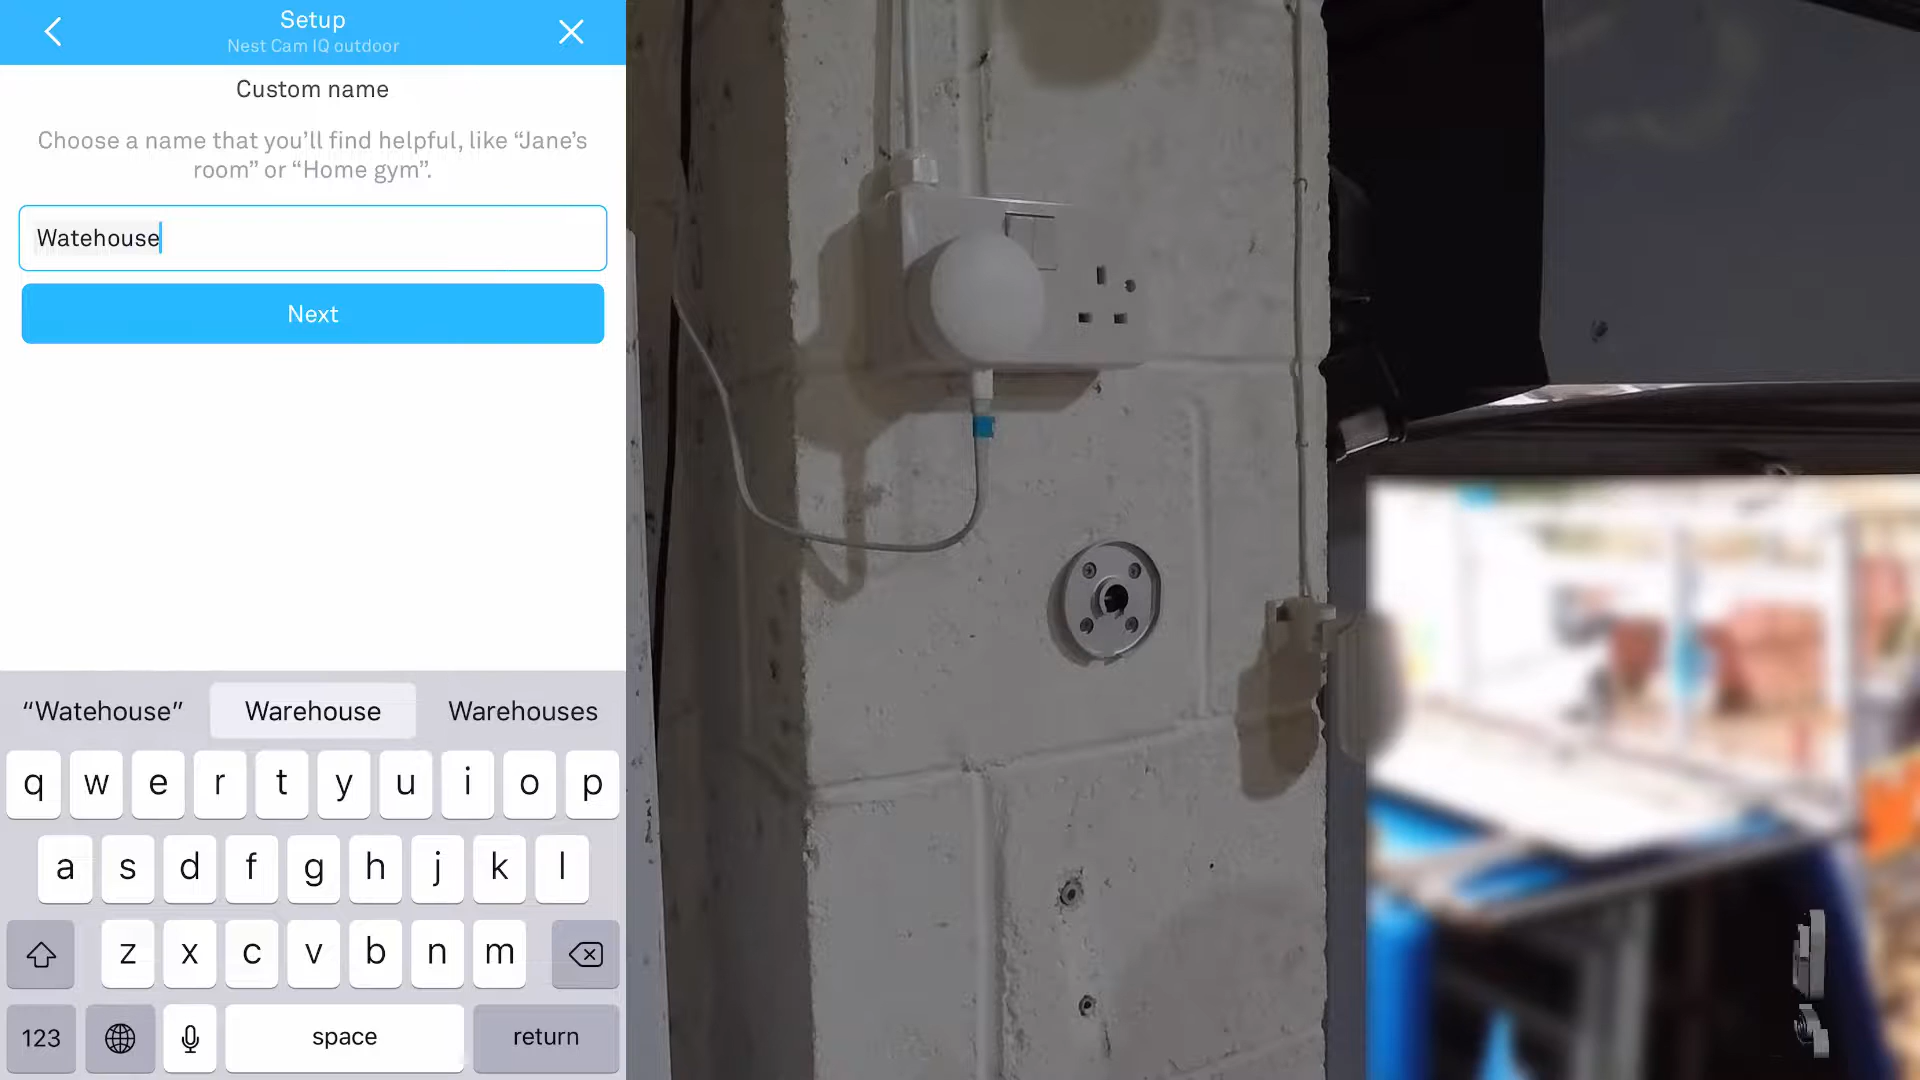 Setup
Nest Cam IQ outdoor
Custom name
Choose a name that you’ll find helpful, like “Jane’s
room” or “Home gym”.
Watehouse
Next
“Watehouse” Warehouse Warehouses
q w e r t y u i o p
a s d f g h j k l
z x c v b n m
123 space return